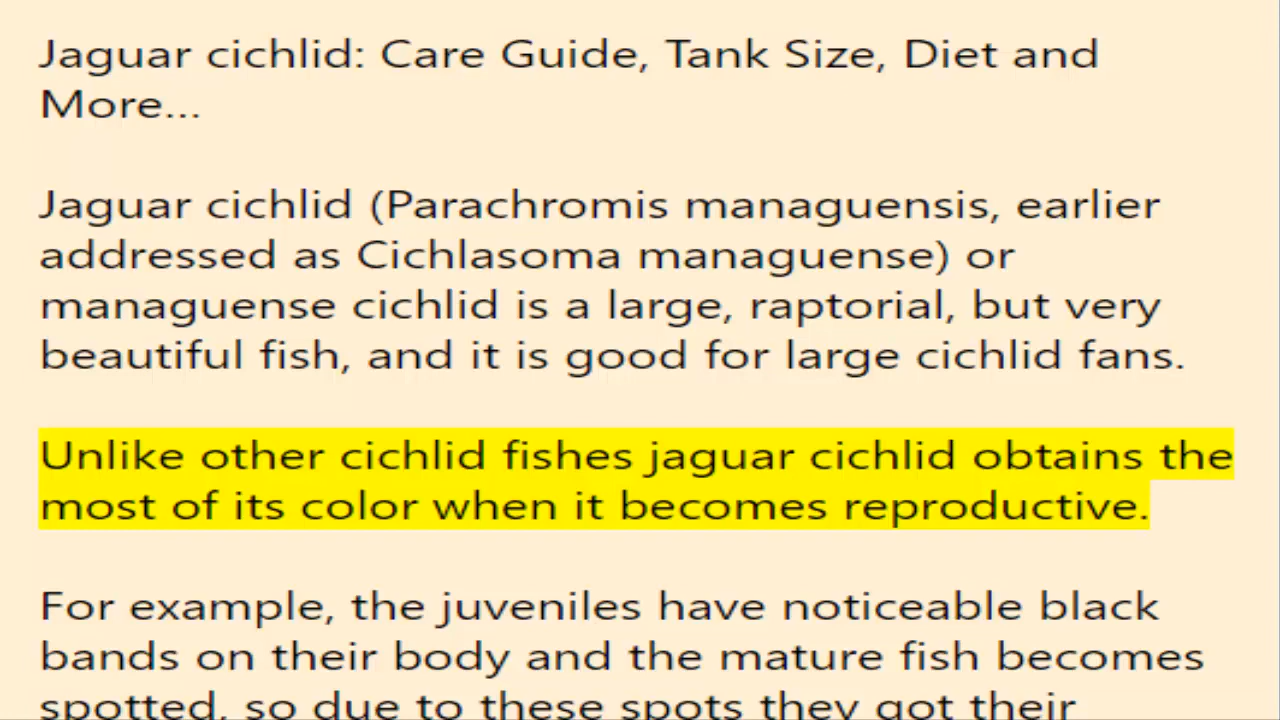 Jaguar cichlid: Care Guide, Tank Size, Diet and
More...
Jaguar cichlid (Parachromis managuensis, earlier
addressed as Cichlasoma managuense) or
managuense cichlid is a large, raptorial, but very
beautiful fish, and it is good for large cichlid fans.
Unlike other cichlid fishes jaguar cichlid obtains the
most of its color when it becomes reproductive.
For example, the juveniles have noticeable black
bands on their body and the mature fish becomes
spotted, so due to these spots they got their